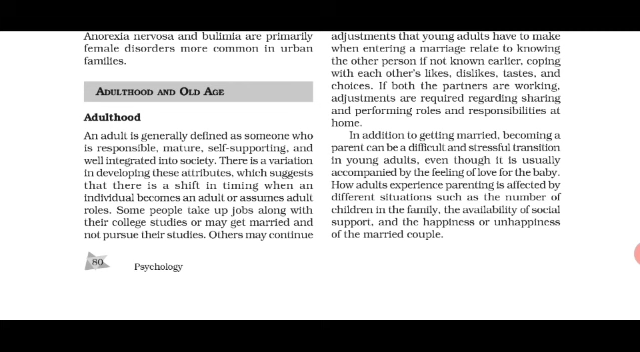 Anorexia nervosa and bulimia are primarily
female disorders more common in urban
families.
ADULTHOOD AND OLD AGE
Adulthood
An adult is generally defined as someone who
is responsible, mature, self-supporting, and
well integrated into society. There is a variation
in developing these attributes, which suggests
that there is a shift in timing when an
individual becomes an adult or assumes adult
roles. Some people take up jobs along with
their college studies or may get married and
not pursue their studies. Others may continue
adjustments that young adults have to make
when entering a marriage relate to knowing
the other person if not known earlier, coping
with each other's likes, dislikes, tastes, and
choices. If both the partners are working,
adjustments are required regarding sharing
and performing roles and responsibilities at
home.
In addition to getting married, becoming a
parent can be a difficult and stressful transition
in young adults, even though it is usually
accompanied by the feeling of love for the baby.
How adults experience parenting is affected by
different situations such as the number of
children in the family, the availability of social
support, and the happiness or unhappiness
of the married couple.
80
Psychology